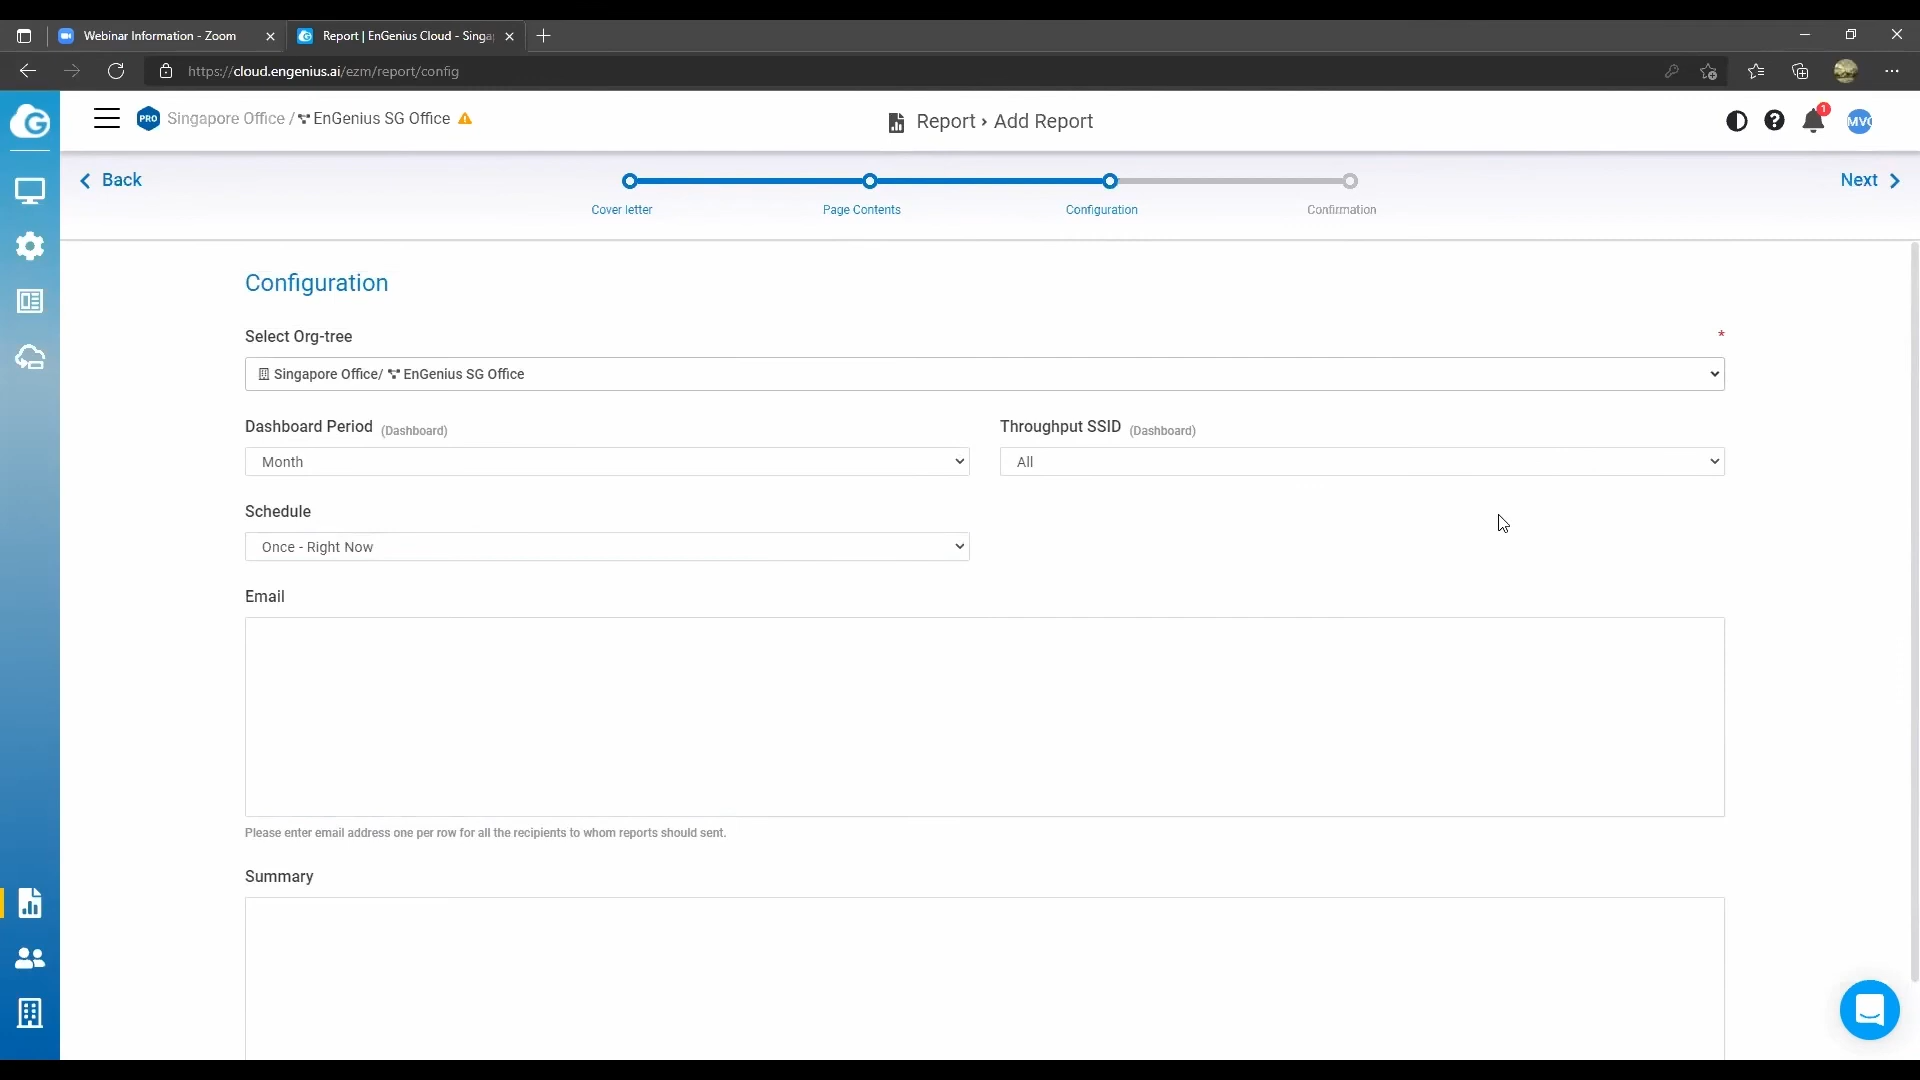 Webinar Information - Zoom
Report | EnGenius Cloud - Singa
https://cloud.engenius.ai/ezm/report/config
PRO Singapore Office / EnGenius SG Office
Report › Add Report
1
MVC
Back
Next
Cover letter
Page Contents
Configuration
Confirmation
Configuration
Select Org-tree *
Singapore Office/ EnGenius SG Office
Dashboard Period (Dashboard)
Throughput SSID (Dashboard)
Month
All
Schedule
Once - Right Now
Email
Please enter email address one per row for all the recipients to whom reports should sent.
Summary